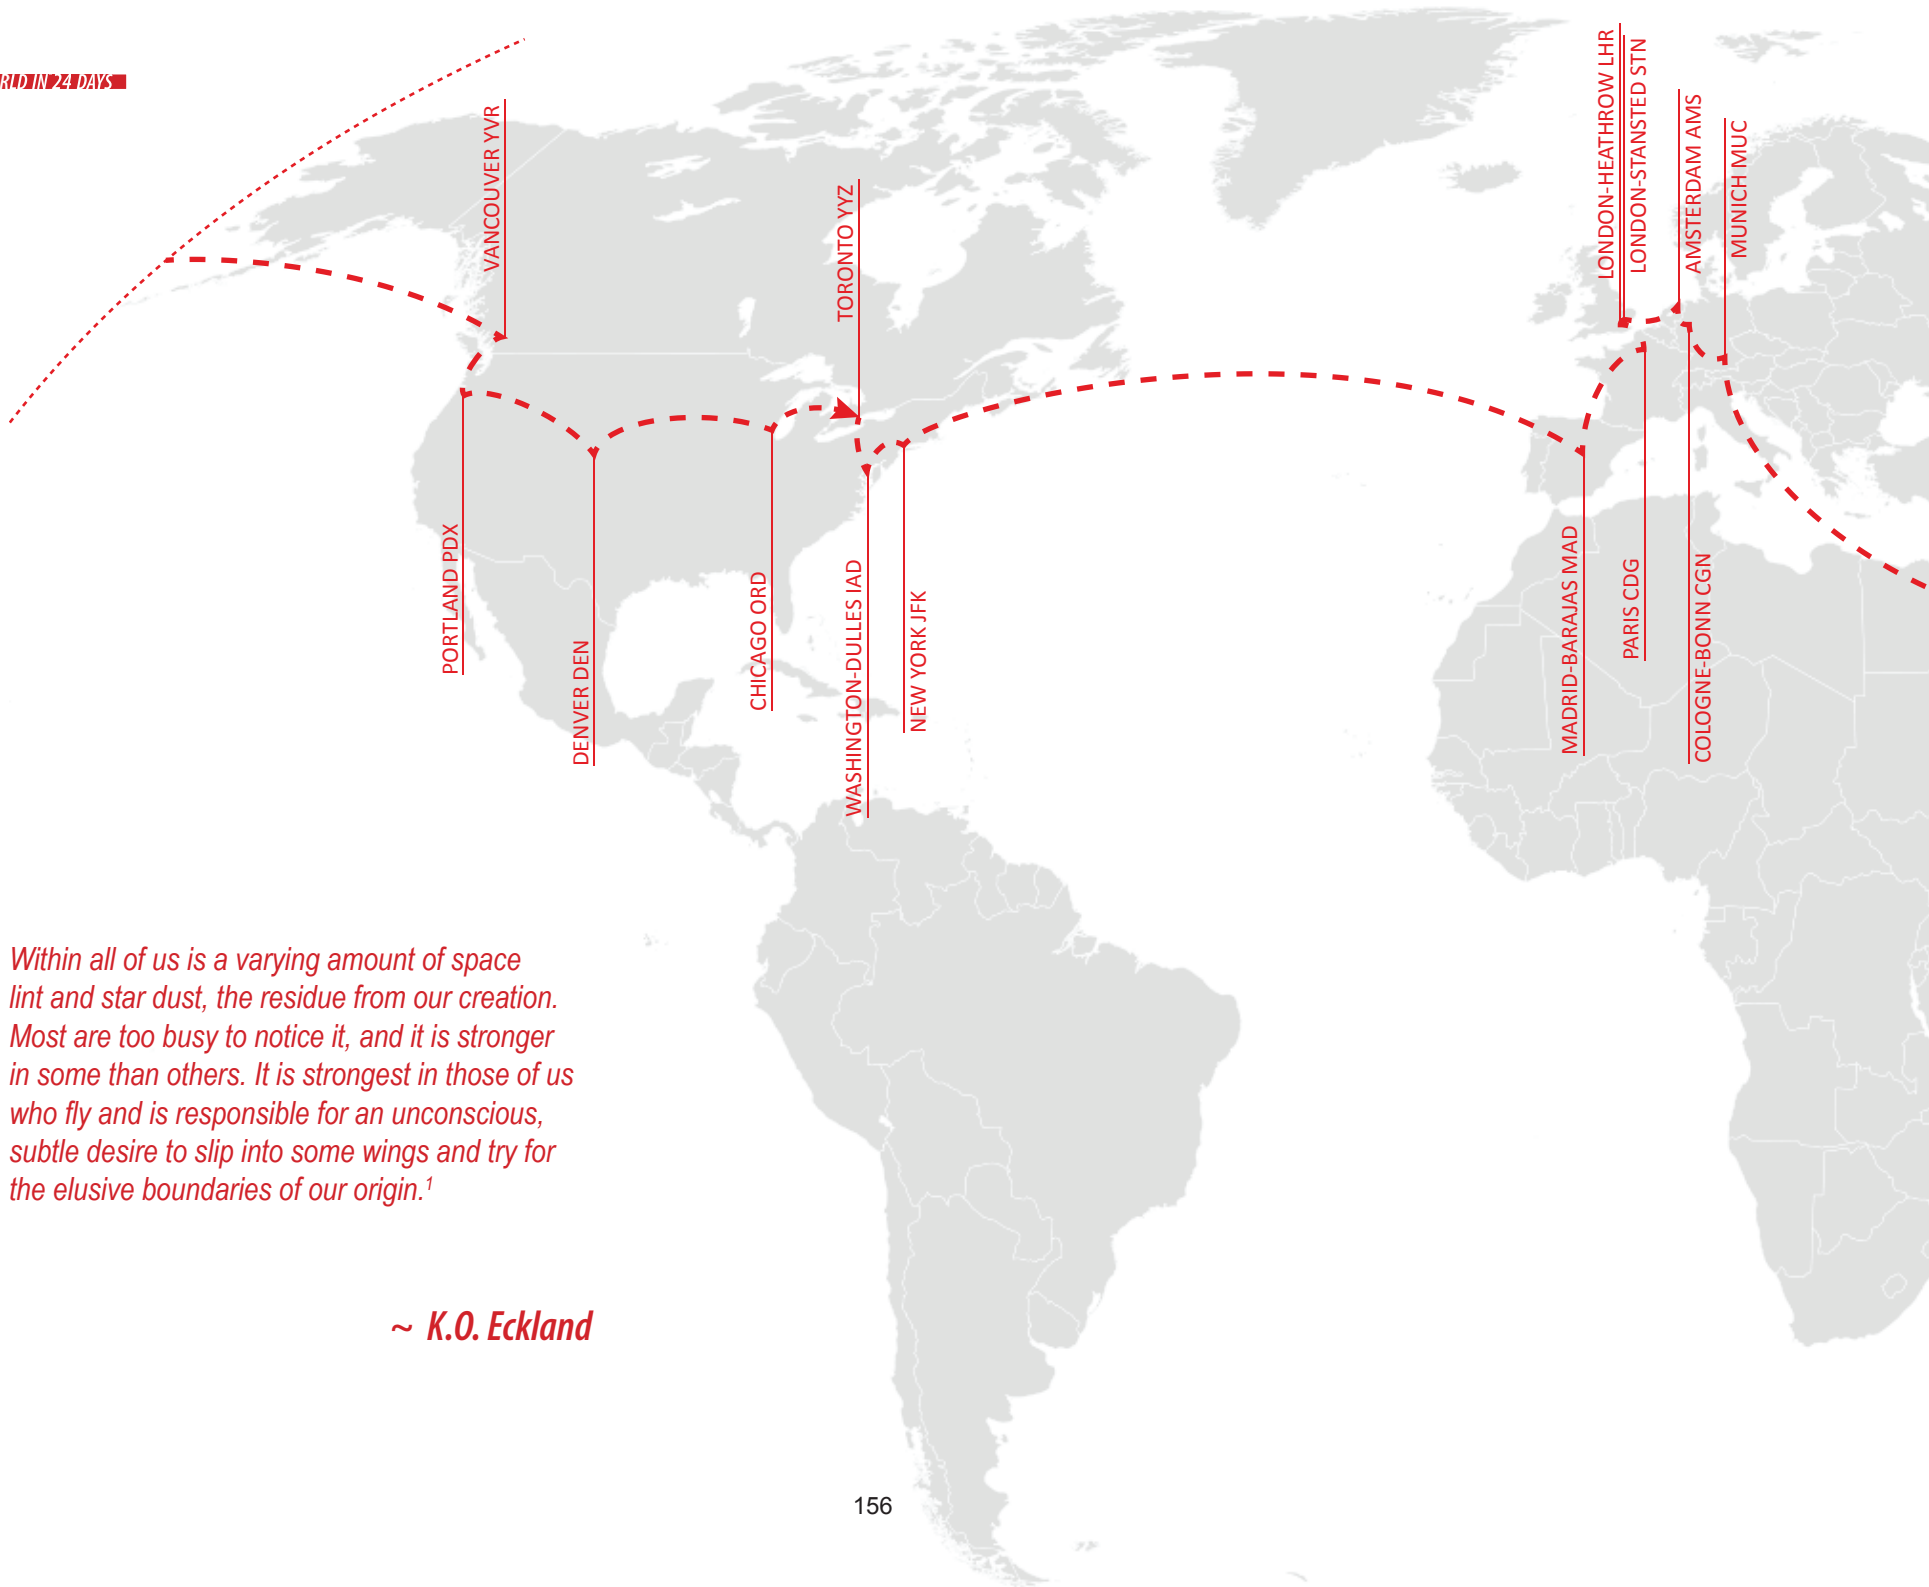 IN 24 DAYS
VANCOUVER YVR
TORONTO YYZ
LONDON-HEATHROW LHR
LONDON-STANSTED STN
AMSTERDAM AMS
MUNICH MUC
PORTLAND PDX
DENVER DEN
CHICAGO ORD
WASHINGTON-DULLES IAD
NEW YORK JFK
MADRID-BARAJAS MAD
PARIS CDG
COLOGNE-BONN CGN
Within all of us is a varying amount of space
lint and star dust, the residue from our creation.
Most are too busy to notice it, and it is stronger
in some than others. It is strongest in those of us
who fly and is responsible for an unconscious,
subtle desire to slip into some wings and try for
the elusive boundaries of our origin.¹
~ K.O. Eckland
156